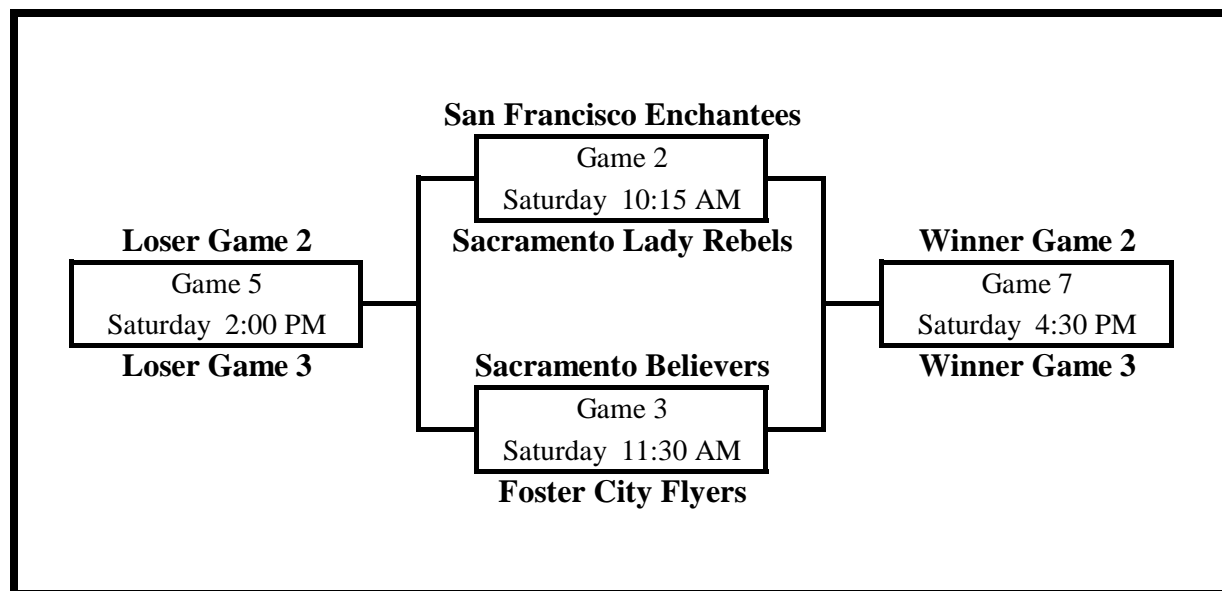 San Francisco Enchantees
Game 2
Saturday 10:15 AM
Sacramento Lady Rebels
Loser Game 2
Game 5
Saturday 2:00 PM
Loser Game 3
Winner Game 2
Game 7
Saturday 4:30 PM
Winner Game 3
Sacramento Believers
Game 3
Saturday 11:30 AM
Foster City Flyers